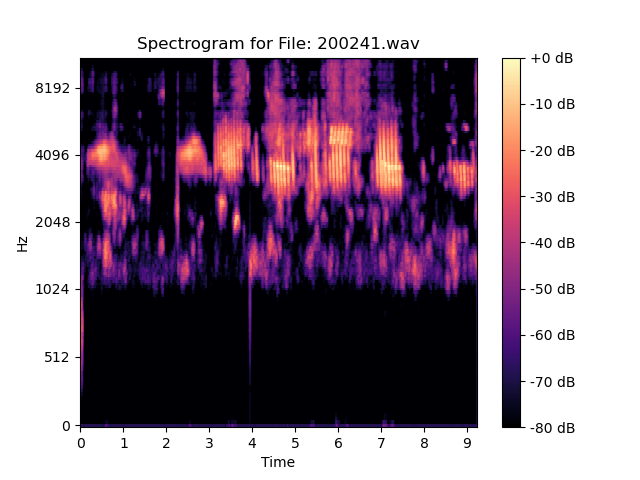 Spectrogram for File: 200241.wav
Hz
8192
4096
2048
1024
512
0
0 1 2 3 4 5 6 7 8 9
Time
+0 dB
-10 dB
-20 dB
-30 dB
-40 dB
-50 dB
-60 dB
-70 dB
-80 dB